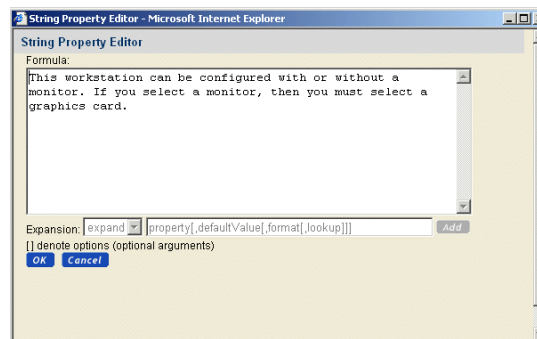 String Property Editor - Microsoft Internet Explorer
String Property Editor
Formula:
This workstation can be configured with or without a
monitor. If you select a monitor, then you must select a
graphics card.
Expansion: expand property[,defaultValue[,format[,lookup]]] Add
[] denote options (optional arguments)
OK Cancel